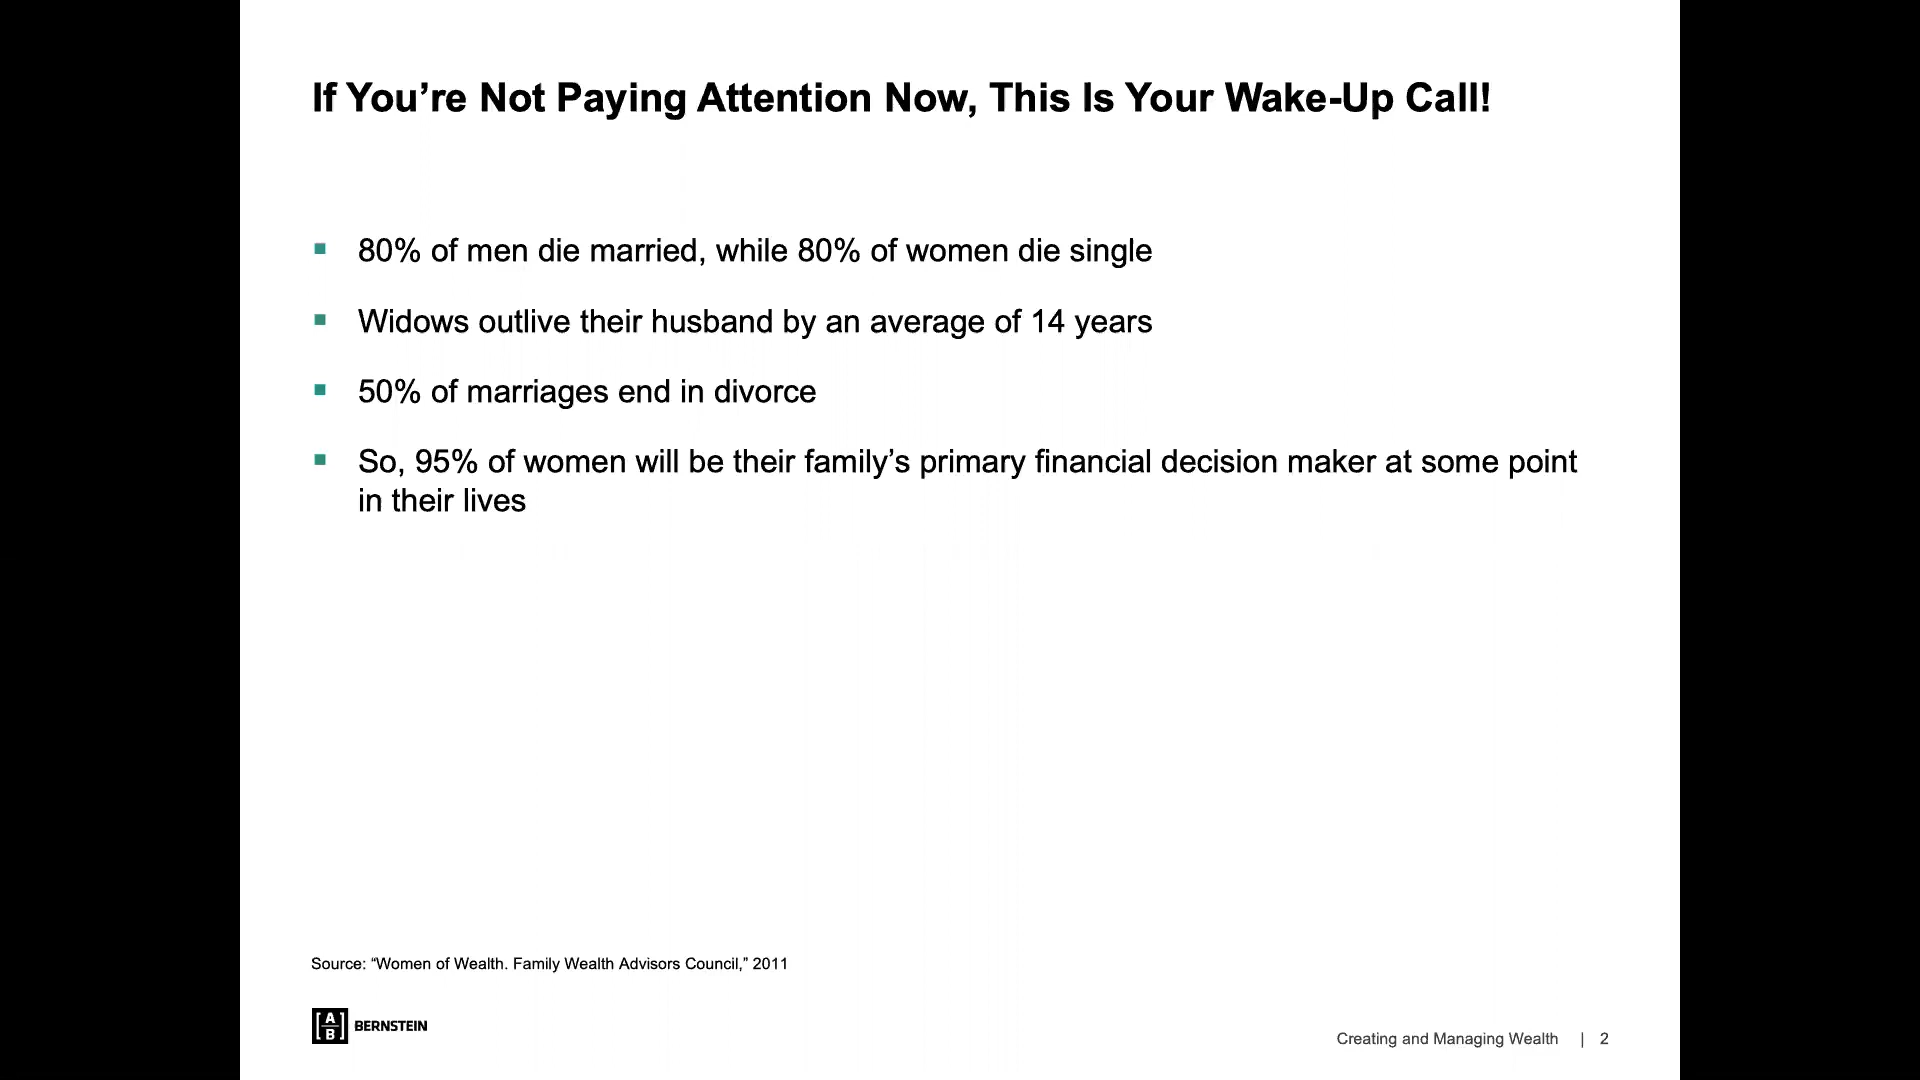 If You’re Not Paying Attention Now, This Is Your Wake-Up Call!
▪ 80% of men die married, while 80% of women die single
▪ Widows outlive their husband by an average of 14 years
▪ 50% of marriages end in divorce
▪ So, 95% of women will be their family’s primary financial decision maker at some point
in their lives
Source: “Women of Wealth. Family Wealth Advisors Council,” 2011
[A/B] BERNSTEIN
Creating and Managing Wealth | 2